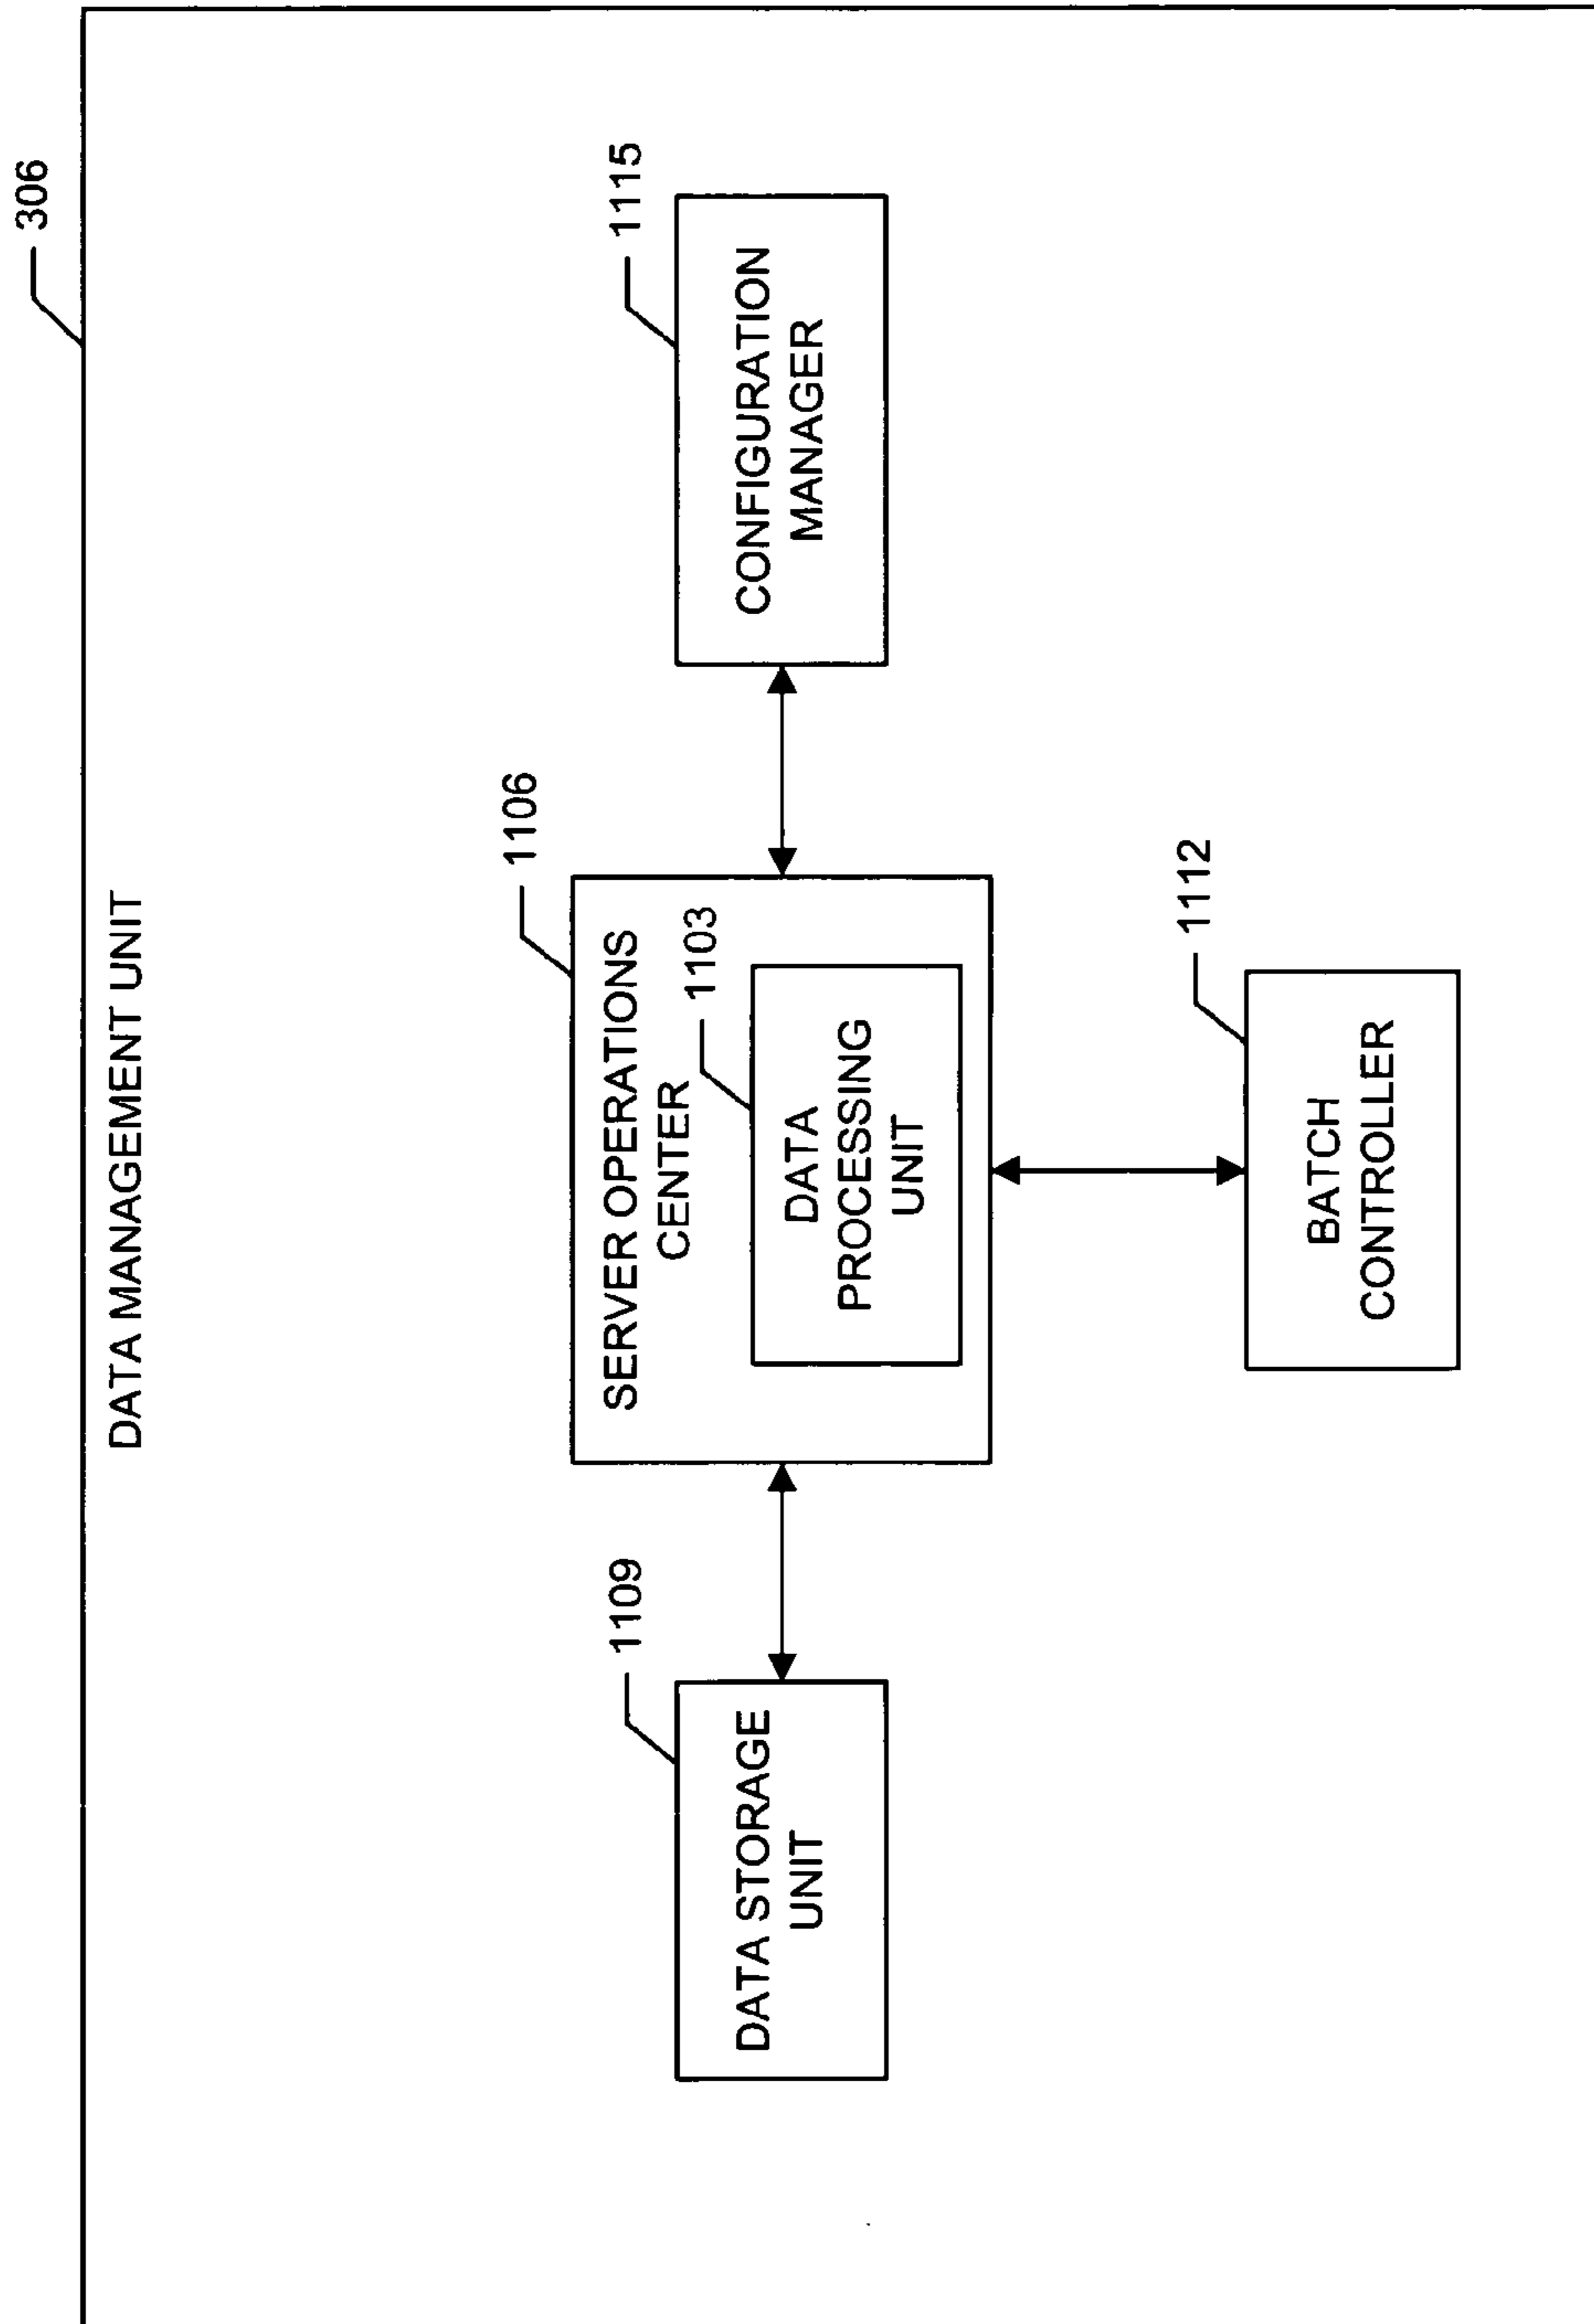 306
DATA MANAGEMENT UNIT
1106
SERVER OPERATIONS
CENTER
1103
DATA
PROCESSING
UNIT
1109
DATA STORAGE
UNIT
1115
CONFIGURATION
MANAGER
1112
BATCH
CONTROLLER